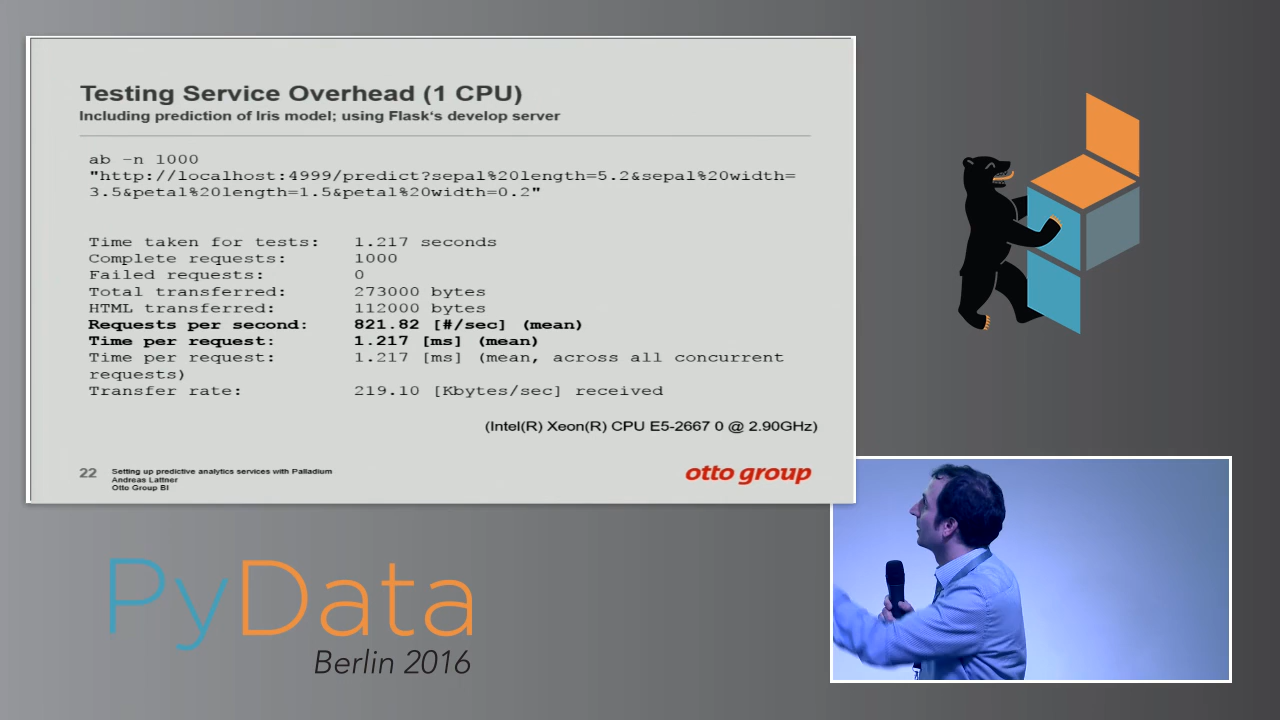 Testing Service Overhead (1 CPU)
Including prediction of Iris model; using Flask's develop server
ab -n 1000
"http://localhost:4999/predict?sepal%20length=5.2&sepal%20width=
3.5&petal%20length=1.5&petal%20width=0.2"
Time taken for tests: 1.217 seconds
Complete requests: 1000
Failed requests: 0
Total transferred: 273000 bytes
HTML transferred: 112000 bytes
Requests per second: 821.82 [#/sec] (mean)
Time per request: 1.217 [ms] (mean)
Time per request: 1.217 [ms] (mean, across all concurrent
requests)
Transfer rate: 219.10 [Kbytes/sec] received
(Intel(R) Xeon(R) CPU E5-2667 0 @ 2.90GHz)
22
Setting up predictive analytics services with Palladium
Andreas Lattner
Otto Group BI
otto group
PyData
Berlin 2016